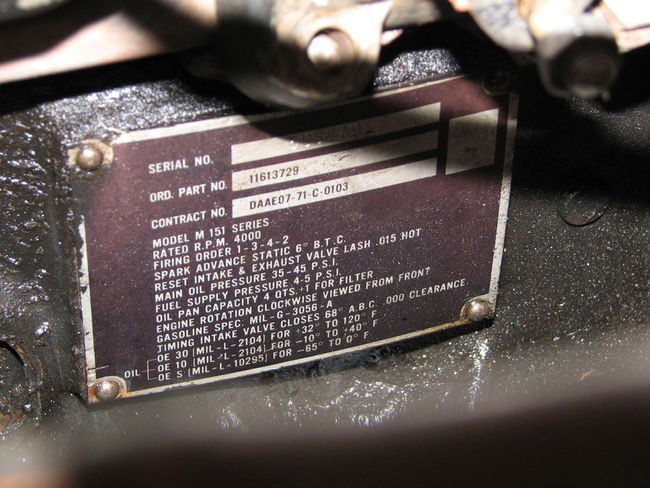 SERIAL NO.
ORD. PART NO. 11613729
CONTRACT NO. DAAE07-71-C-0103
MODEL M 151 SERIES
RATED R.P.M. 4000
FIRING ORDER 1-3-4-2
SPARK ADVANCE STATIC 6° B.T.C.
RESET INTAKE & EXHAUST VALVE LASH .015 HOT
MAIN OIL PRESSURE 35-45 P.S.I.
FUEL SUPPLY PRESSURE 4-5 P.S.I.
OIL PAN CAPACITY 4 QTS.+1 FOR FILTER
ENGINE ROTATION CLOCKWISE VIEWED FROM FRONT
GASOLINE SPEC. MIL-G-3056-A
TIMING INTAKE VALVE CLOSES 68° A.B.C. .000 CLEARANCE.
OE 30 (MIL-L-2104) FOR +32° TO 120° F
OIL OE 10 (MIL-L-2104) FOR -10° TO +40° F
OE S (MIL-L-10295) FOR -65° TO 0° F